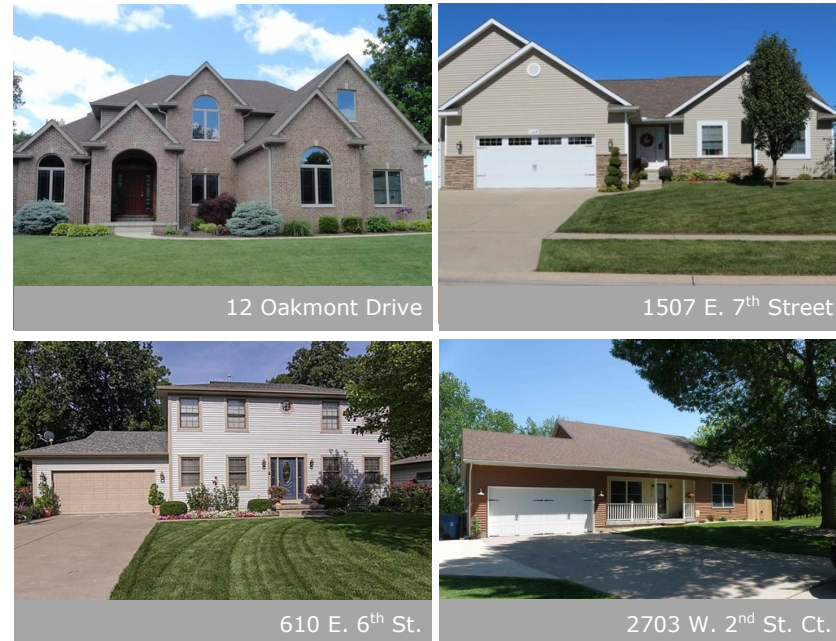 12 Oakmont Drive
1507 E. 7th Street
610 E. 6th St.
2703 W. 2nd St. Ct.